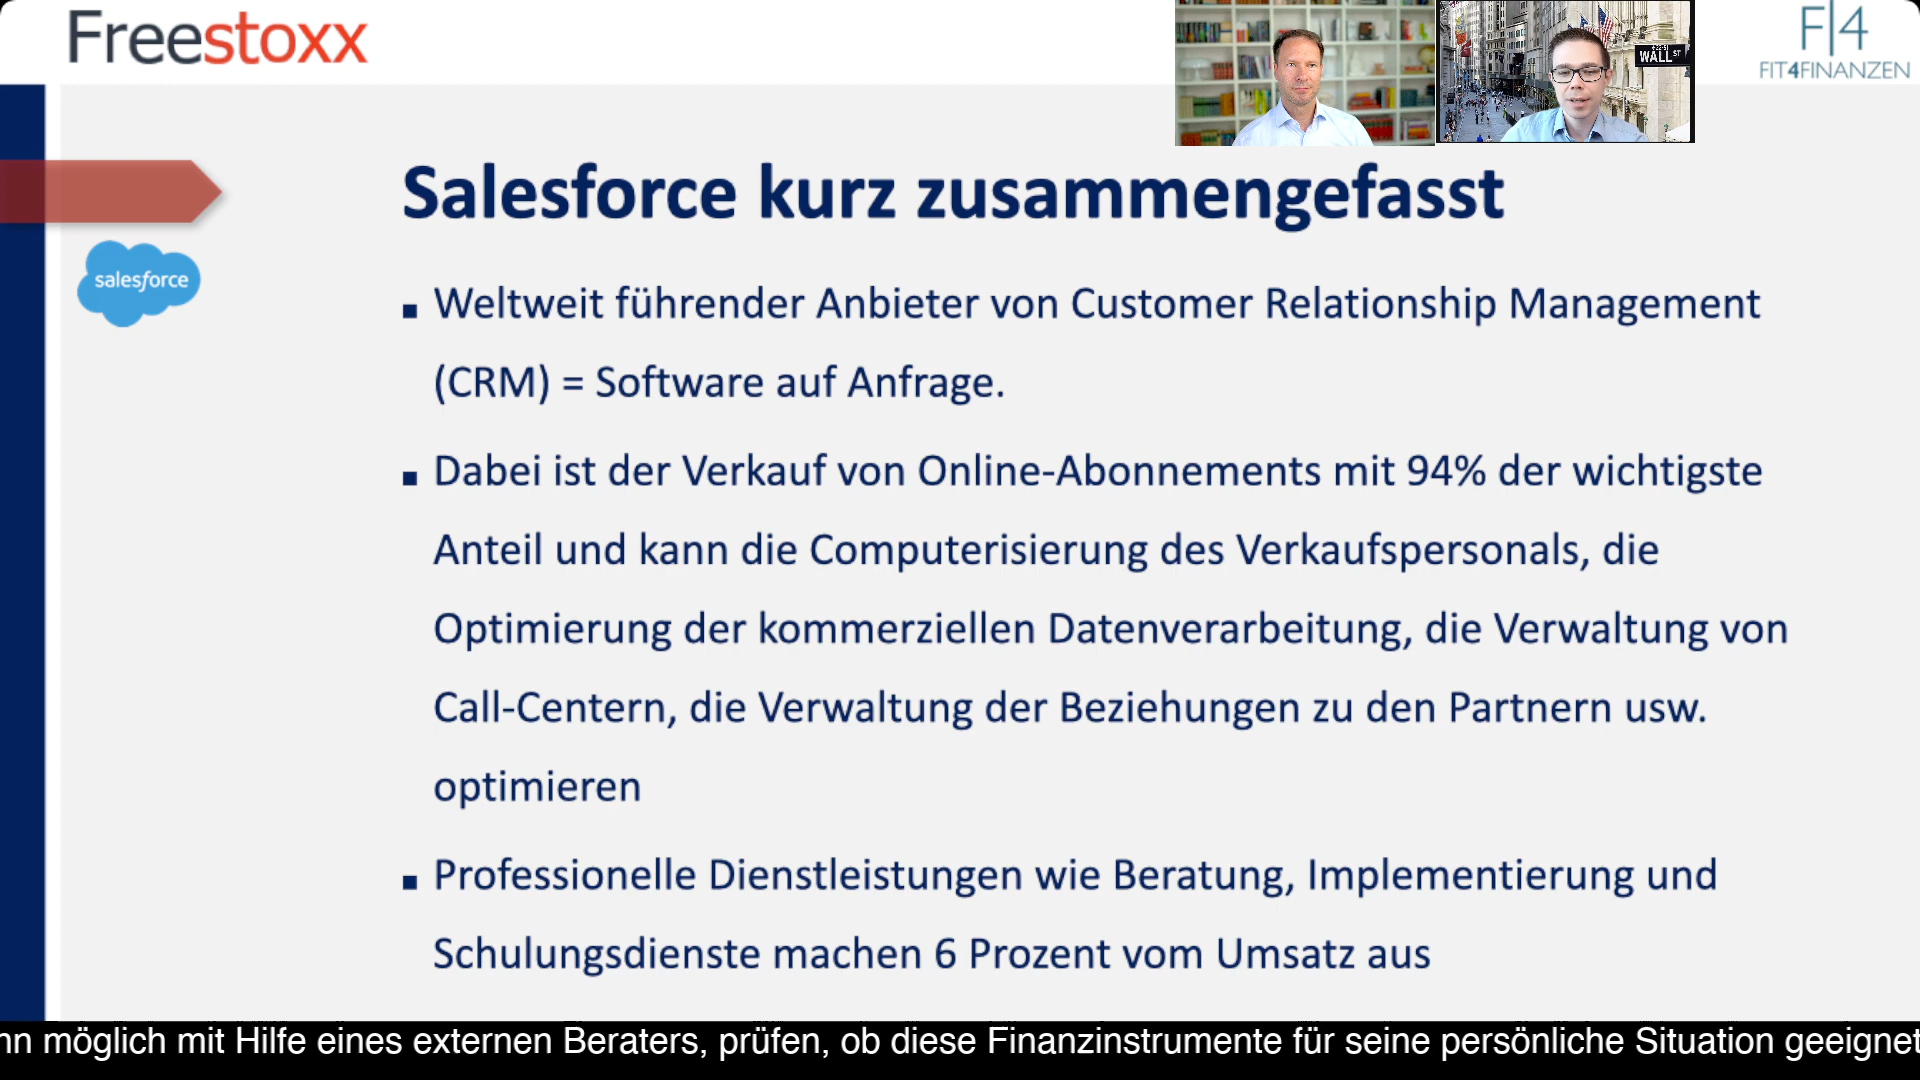 Freestoxx
WALL ST
F|4
FIT4FINANZEN
Salesforce kurz zusammengefasst
salesforce
▪ Weltweit führender Anbieter von Customer Relationship Management
(CRM) = Software auf Anfrage.
▪ Dabei ist der Verkauf von Online-Abonnements mit 94% der wichtigste
Anteil und kann die Computerisierung des Verkaufspersonals, die
Optimierung der kommerziellen Datenverarbeitung, die Verwaltung von
Call-Centern, die Verwaltung der Beziehungen zu den Partnern usw.
optimieren
▪ Professionelle Dienstleistungen wie Beratung, Implementierung und
Schulungsdienste machen 6 Prozent vom Umsatz aus
nn möglich mit Hilfe eines externen Beraters, prüfen, ob diese Finanzinstrumente für seine persönliche Situation geeignet